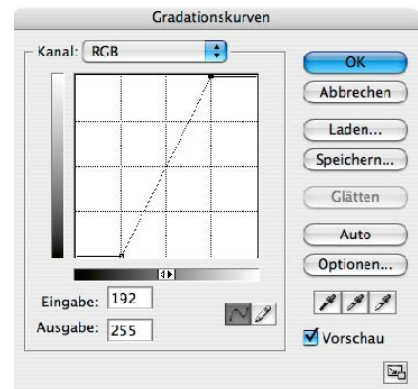 Gradationskurven
Kanal: RGB
OK
Abbrechen
Laden...
Speichern...
Glätten
Auto
Optionen...
Eingabe: 192
Ausgabe: 255
Vorschau